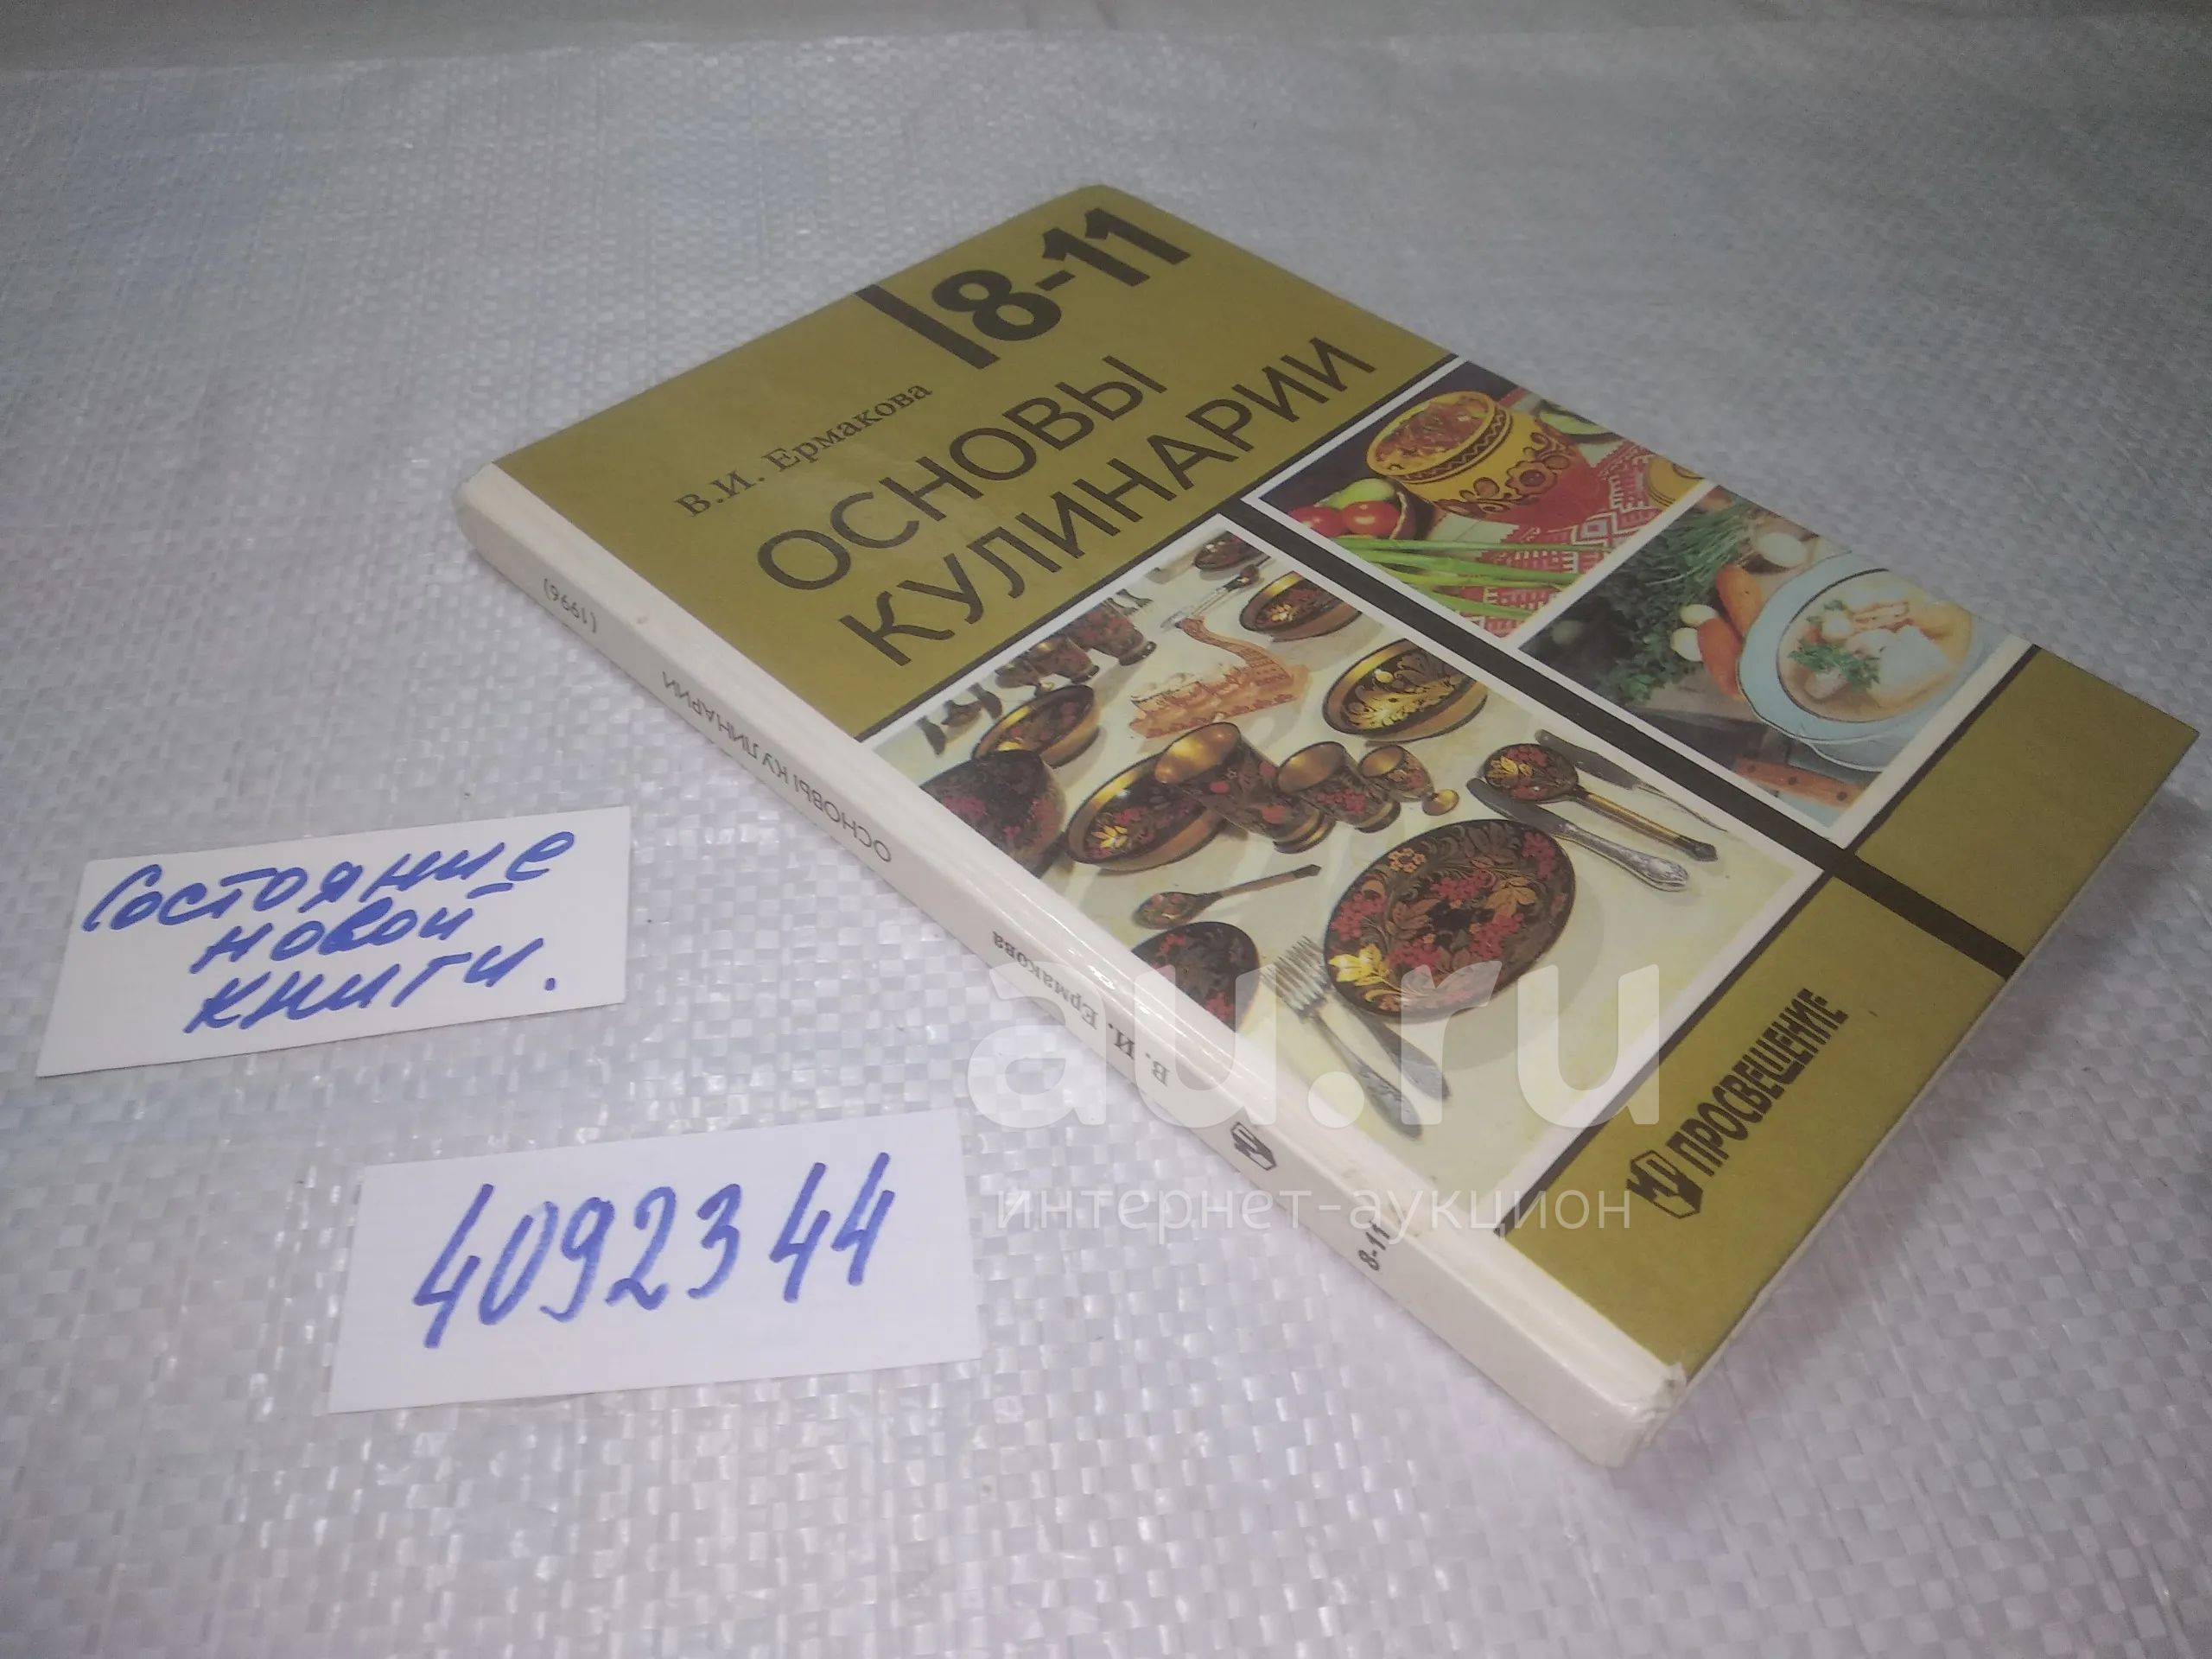 8-11
В.И. Ермакова
ОСНОВЫ
КУЛИНАРИИ
ПРОСВЕЩЕНИЕ
(1996)
ОСНОВЫ КУЛИНАРИИ
В. И. Ермакова
8-11
Состояние
новой
книги.
4092344
au.ru
интернет-аукцион